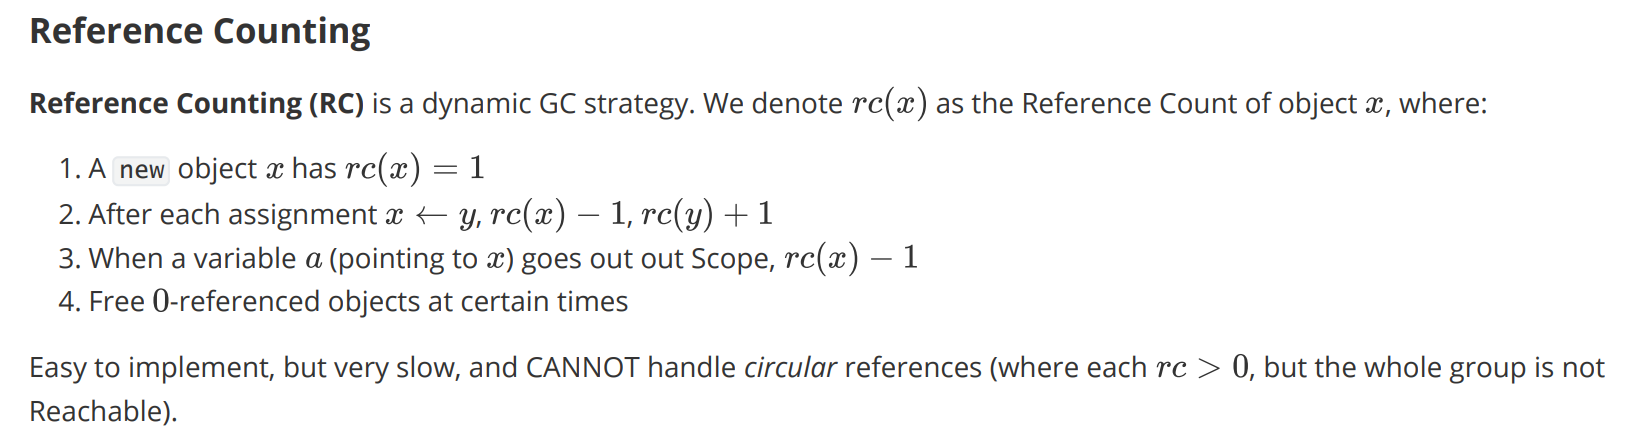 Reference Counting
Reference Counting (RC) is a dynamic GC strategy. We denote rc(x) as the Reference Count of object x, where:
1. A new object x has rc(x) = 1
2. After each assignment x ← y, rc(x) − 1, rc(y) + 1
3. When a variable a (pointing to x) goes out out Scope, rc(x) − 1
4. Free 0-referenced objects at certain times
Easy to implement, but very slow, and CANNOT handle circular references (where each rc > 0, but the whole group is not
Reachable).